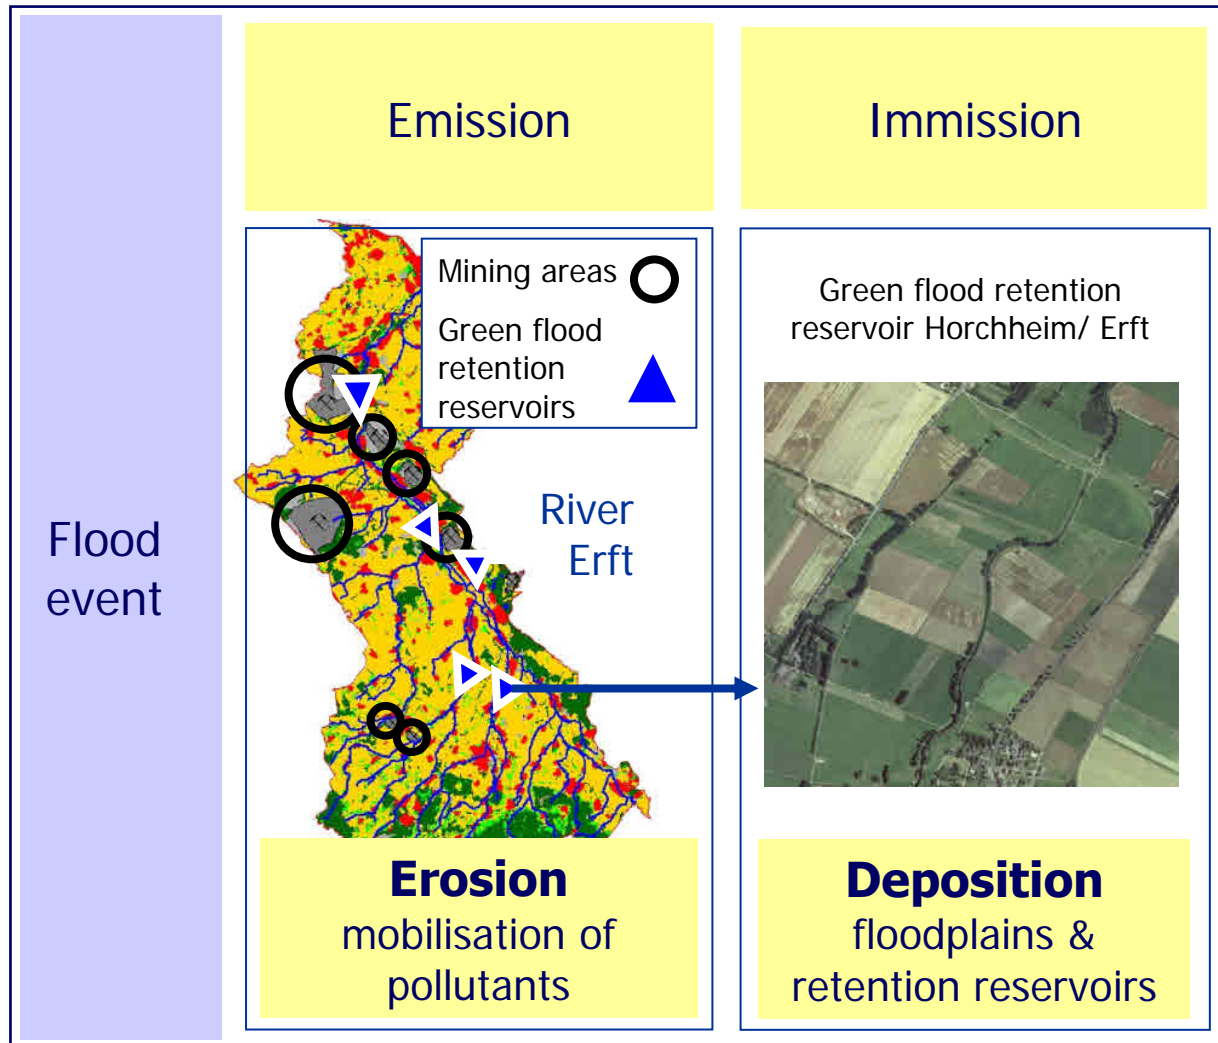 Emission
Immission
Flood
event
Mining areas
Green flood
retention
reservoirs
River
Erft
Erosion
mobilisation of
pollutants
Green flood retention
reservoir Horchheim/ Erft
Deposition
floodplains &
retention reservoirs